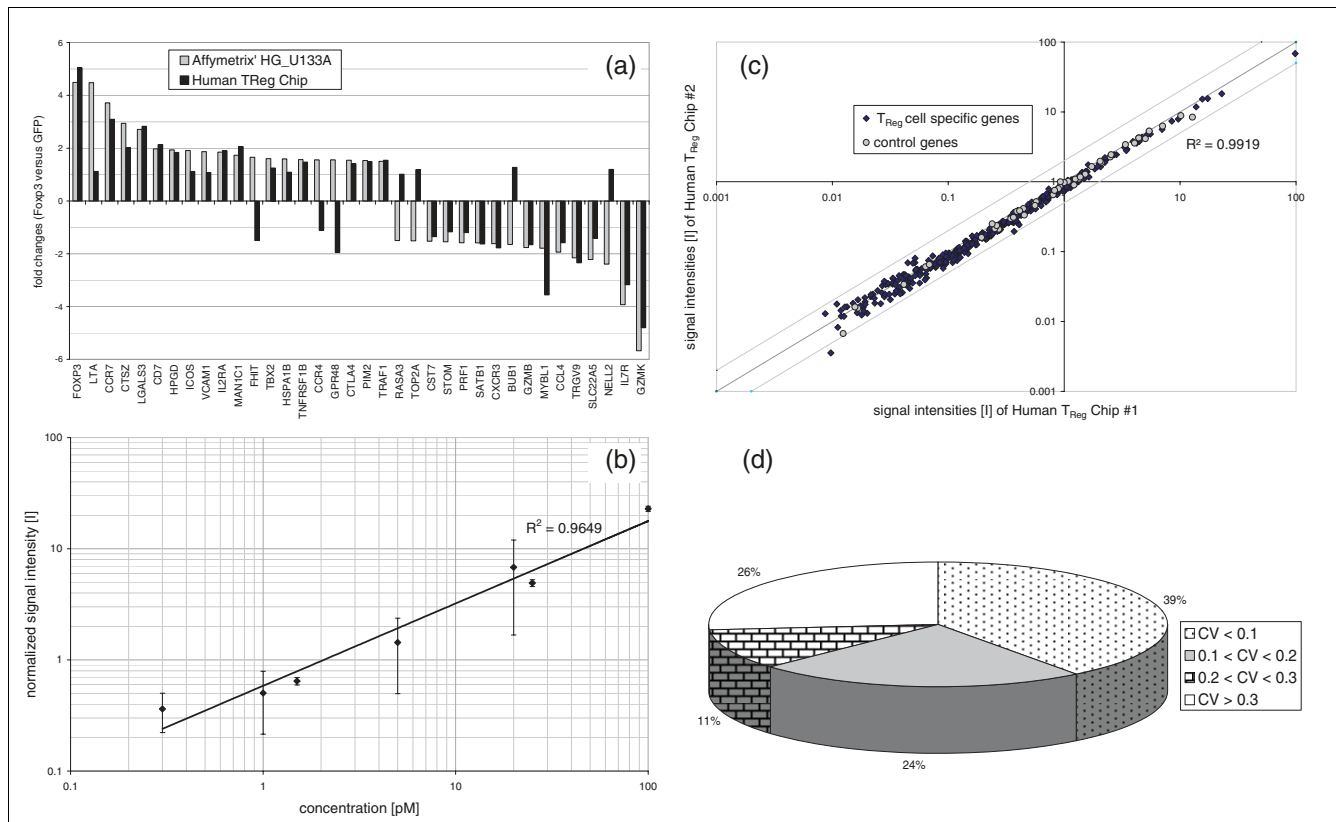 (a)
Affymetrix' HG_U133A
Human TReg Chip
fold changes (Foxp3 versus GFP)
6
4
2
0
-2
-4
-6
FOXP3
LTA
CCR7
CTSZ
LGALS3
CD7
HPGD
ICOS
VCAM1
IL2RA
MAN1C1
FHIT
TBX2
HSPA1B
TNFRSF1B
CCR4
GPR48
CTLA4
PIM2
TRAF1
RASA3
TOP2A
CST7
STOM
PRF1
SATB1
CXCR3
BUB1
GZMB
MYBL1
CCL4
TRGV9
SLC22A5
NELL2
IL7R
GZMK
(c)
signal intensities [I] of Human TReg Chip #2
TReg cell specific genes
control genes
R² = 0.9919
100
10
1
0.1
0.01
0.001
0.001
0.01
0.1
1
10
100
signal intensities [I] of Human TReg Chip #1
(b)
normalized signal intensity [I]
100
10
1
0.1
R² = 0.9649
0.1
1
10
100
concentration [pM]
(d)
26%
39%
11%
24%
CV < 0.1
0.1 < CV < 0.2
0.2 < CV < 0.3
CV > 0.3